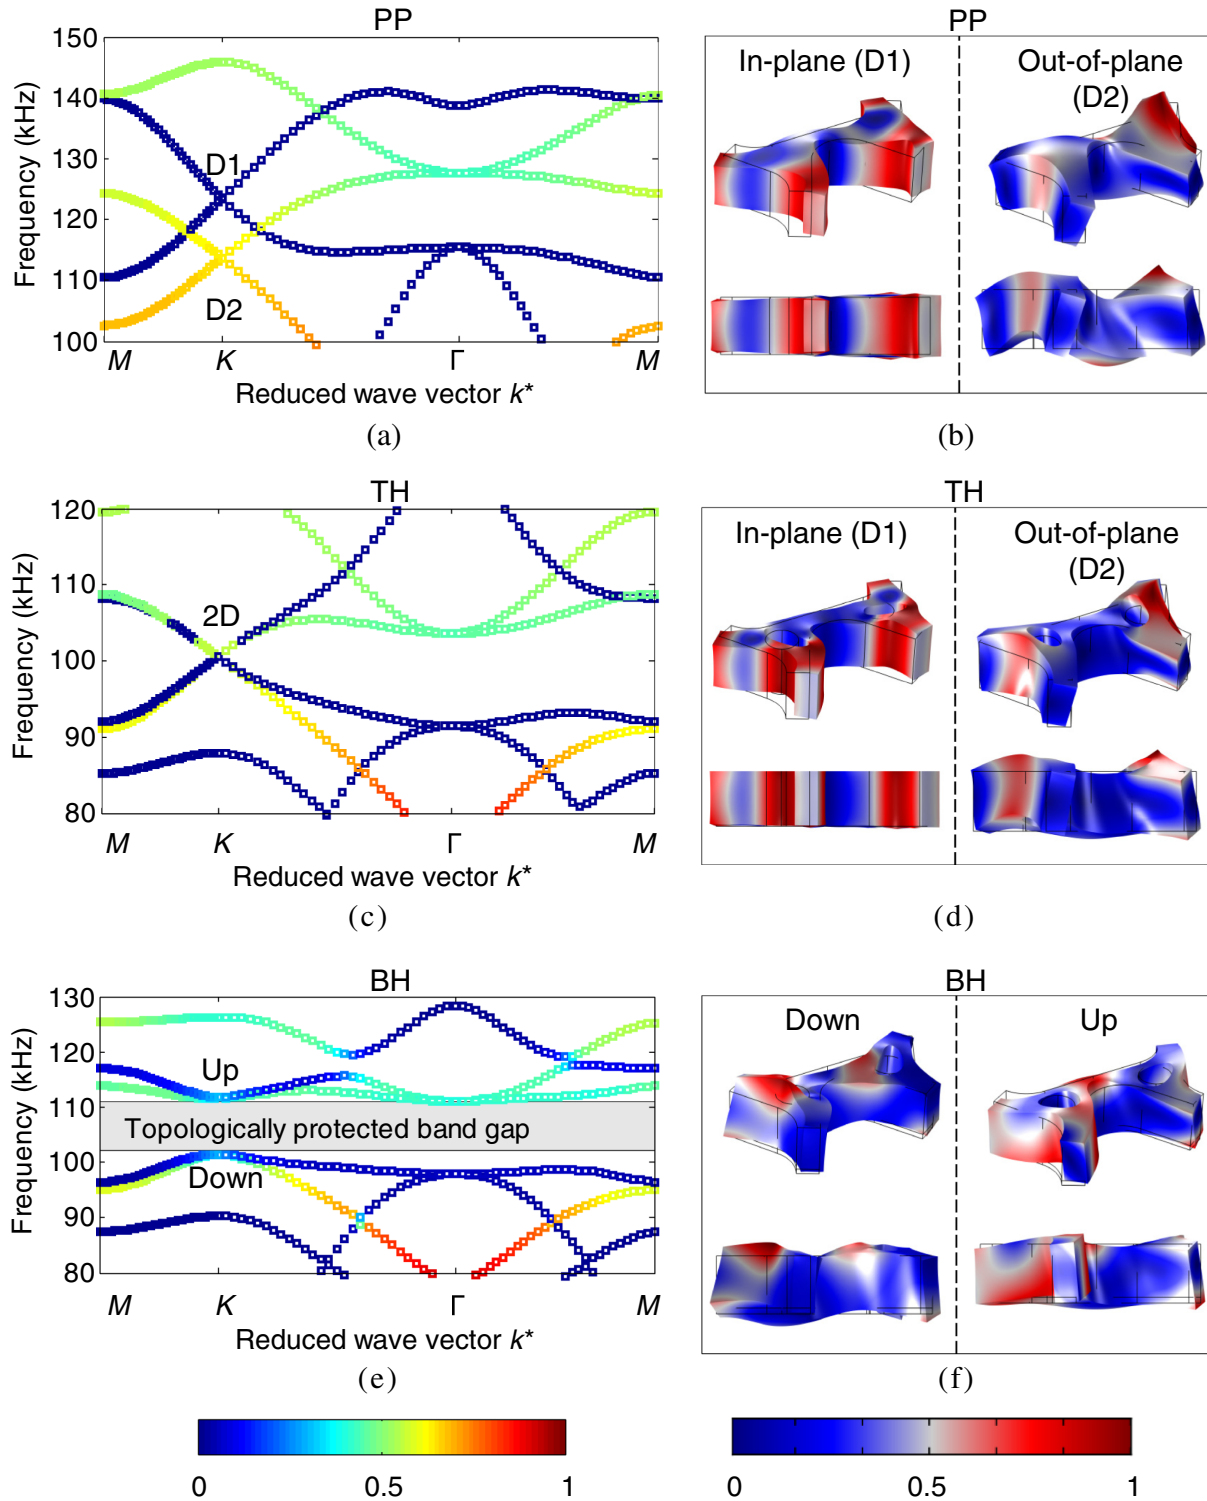 PP
150
140
130
120
110
100
Frequency (kHz)
D1
D2
M K Γ M
Reduced wave vector k*
(a)
PP
In-plane (D1)
Out-of-plane
(D2)
(b)
TH
120
110
100
90
80
Frequency (kHz)
2D
M K Γ M
Reduced wave vector k*
(c)
TH
In-plane (D1)
Out-of-plane
(D2)
(d)
BH
130
120
110
100
90
80
Frequency (kHz)
Up
Topologically protected band gap
Down
M K Γ M
Reduced wave vector k*
(e)
BH
Down
Up
(f)
0 0.5 1
0 0.5 1